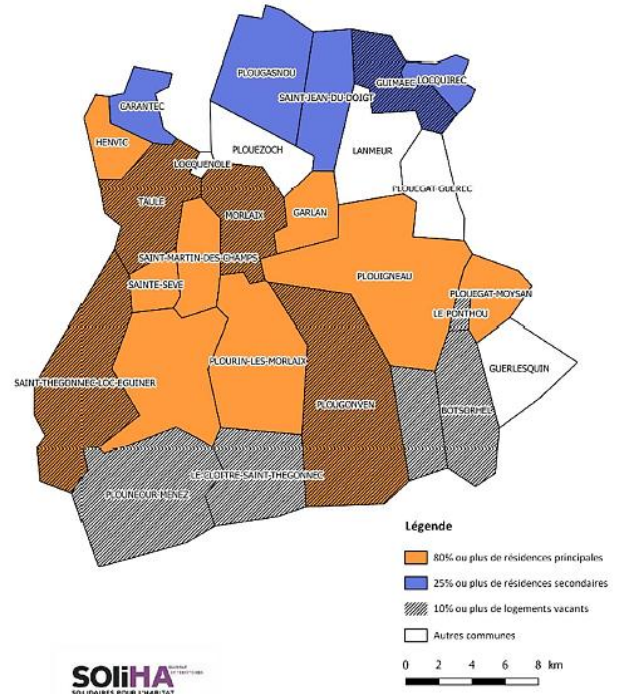 PLOUGASNOU
GUIMAEC
LOCQUIREC
SAINT-JEAN-DU-DOIGT
CARANTEC
HENVIC
LOCQUENOLE
PLOUEZOCH
LANMEUR
PLOUEGAT-GUEREC
TAULE
MORLAIX
GARLAN
SAINT-MARTIN-DES-CHAMPS
PLOUIGNEAU
SAINTE-SEVE
PLOUEGAT-MOYSAN
LE PONTHOU
PLOURIN-LES-MORLAIX
GUERLESQUIN
SAINT-THEGONNEC-LOC-EGUINER
PLOUGONVEN
BOTSORHEL
LE-CLOITRE-SAINT-THEGONNEC
PLOUNEOUR-MENEZ
Légende
80% ou plus de résidences principales
25% ou plus de résidences secondaires
10% ou plus de logements vacants
Autres communes
0 2 4 6 8 km
SOLiHA
SOLIDAIRES POUR L'HABITAT